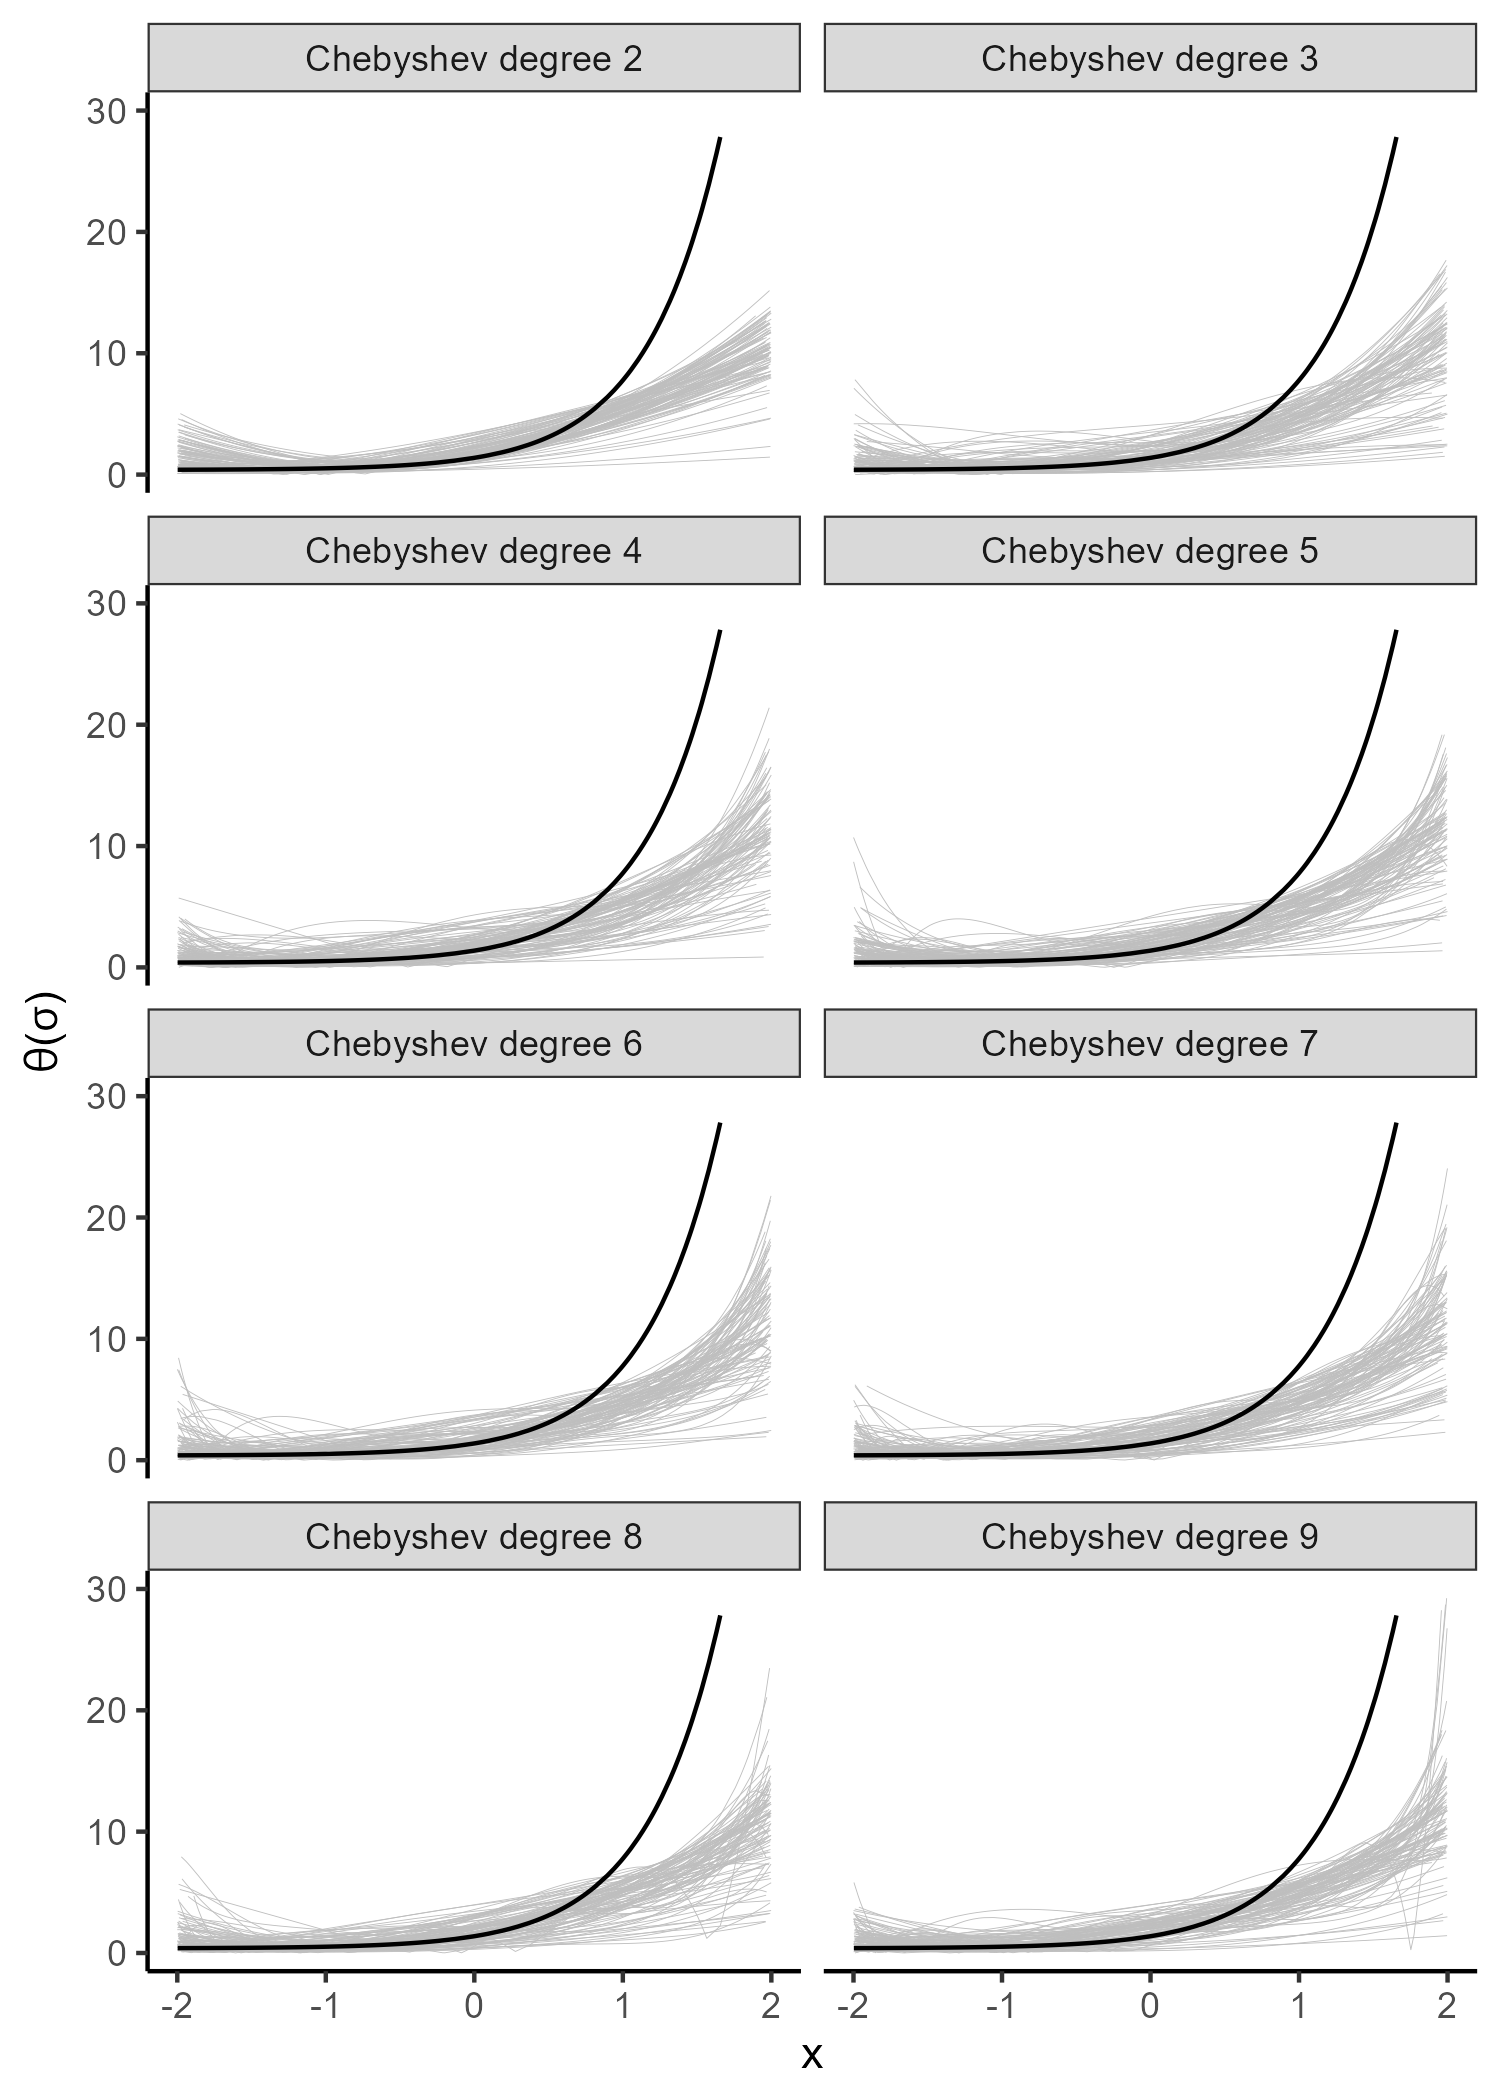 Chebyshev degree 2
Chebyshev degree 3
30
20
10
0
Chebyshev degree 4
Chebyshev degree 5
30
20
10
0
θ(σ)
Chebyshev degree 6
Chebyshev degree 7
30
20
10
0
Chebyshev degree 8
Chebyshev degree 9
30
20
10
0
-2 -1 0 1 2
-2 -1 0 1 2
x